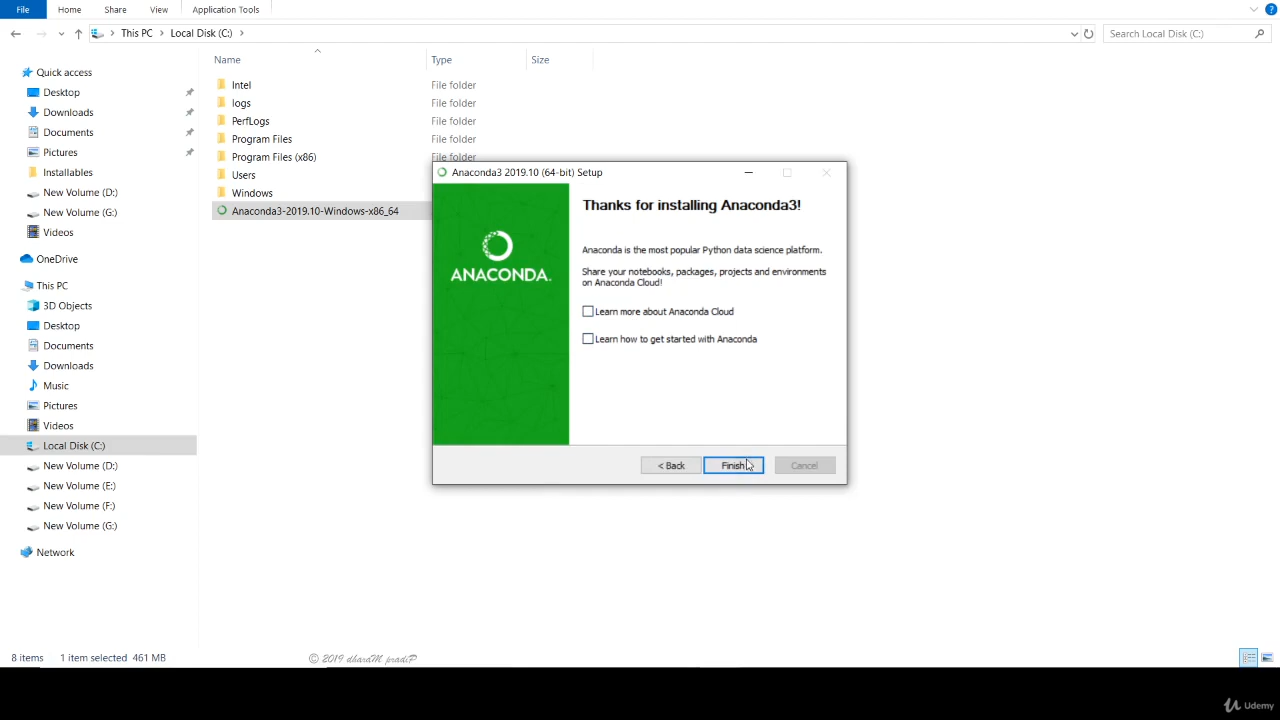 File Home Share View Application Tools
This PC > Local Disk (C:) >
Search Local Disk (C:)
Quick access
Desktop
Downloads
Documents
Pictures
Installables
New Volume (D:)
New Volume (G:)
Videos
OneDrive
This PC
3D Objects
Desktop
Documents
Downloads
Music
Pictures
Videos
Local Disk (C:)
New Volume (D:)
New Volume (E:)
New Volume (F:)
New Volume (G:)
Network
Name Type Size
Intel File folder
logs File folder
PerfLogs File folder
Program Files File folder
Program Files (x86) File folder
Users
Windows
Anaconda3-2019.10-Windows-x86_64
Anaconda3 2019.10 (64-bit) Setup
ANACONDA.
Thanks for installing Anaconda3!
Anaconda is the most popular Python data science platform.
Share your notebooks, packages, projects and environments
on Anaconda Cloud!
Learn more about Anaconda Cloud
Learn how to get started with Anaconda
< Back Finish Cancel
8 items 1 item selected 461 MB
© 2019 dharaM pradiP
Udemy